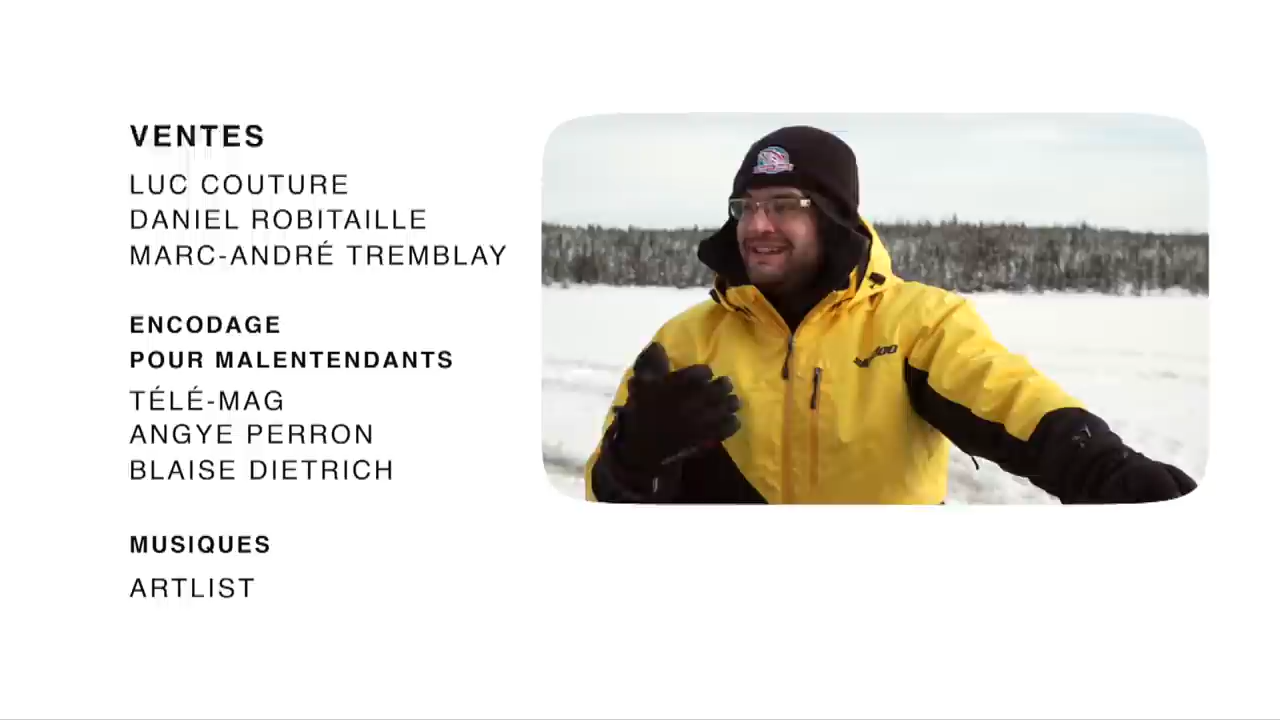 VENTES
LUC COUTURE
DANIEL ROBITAILLE
MARC-ANDRÉ TREMBLAY
ENCODAGE
POUR MALENTENDANTS
TÉLÉ-MAG
ANGYE PERRON
BLAISE DIETRICH
MUSIQUES
ARTLIST